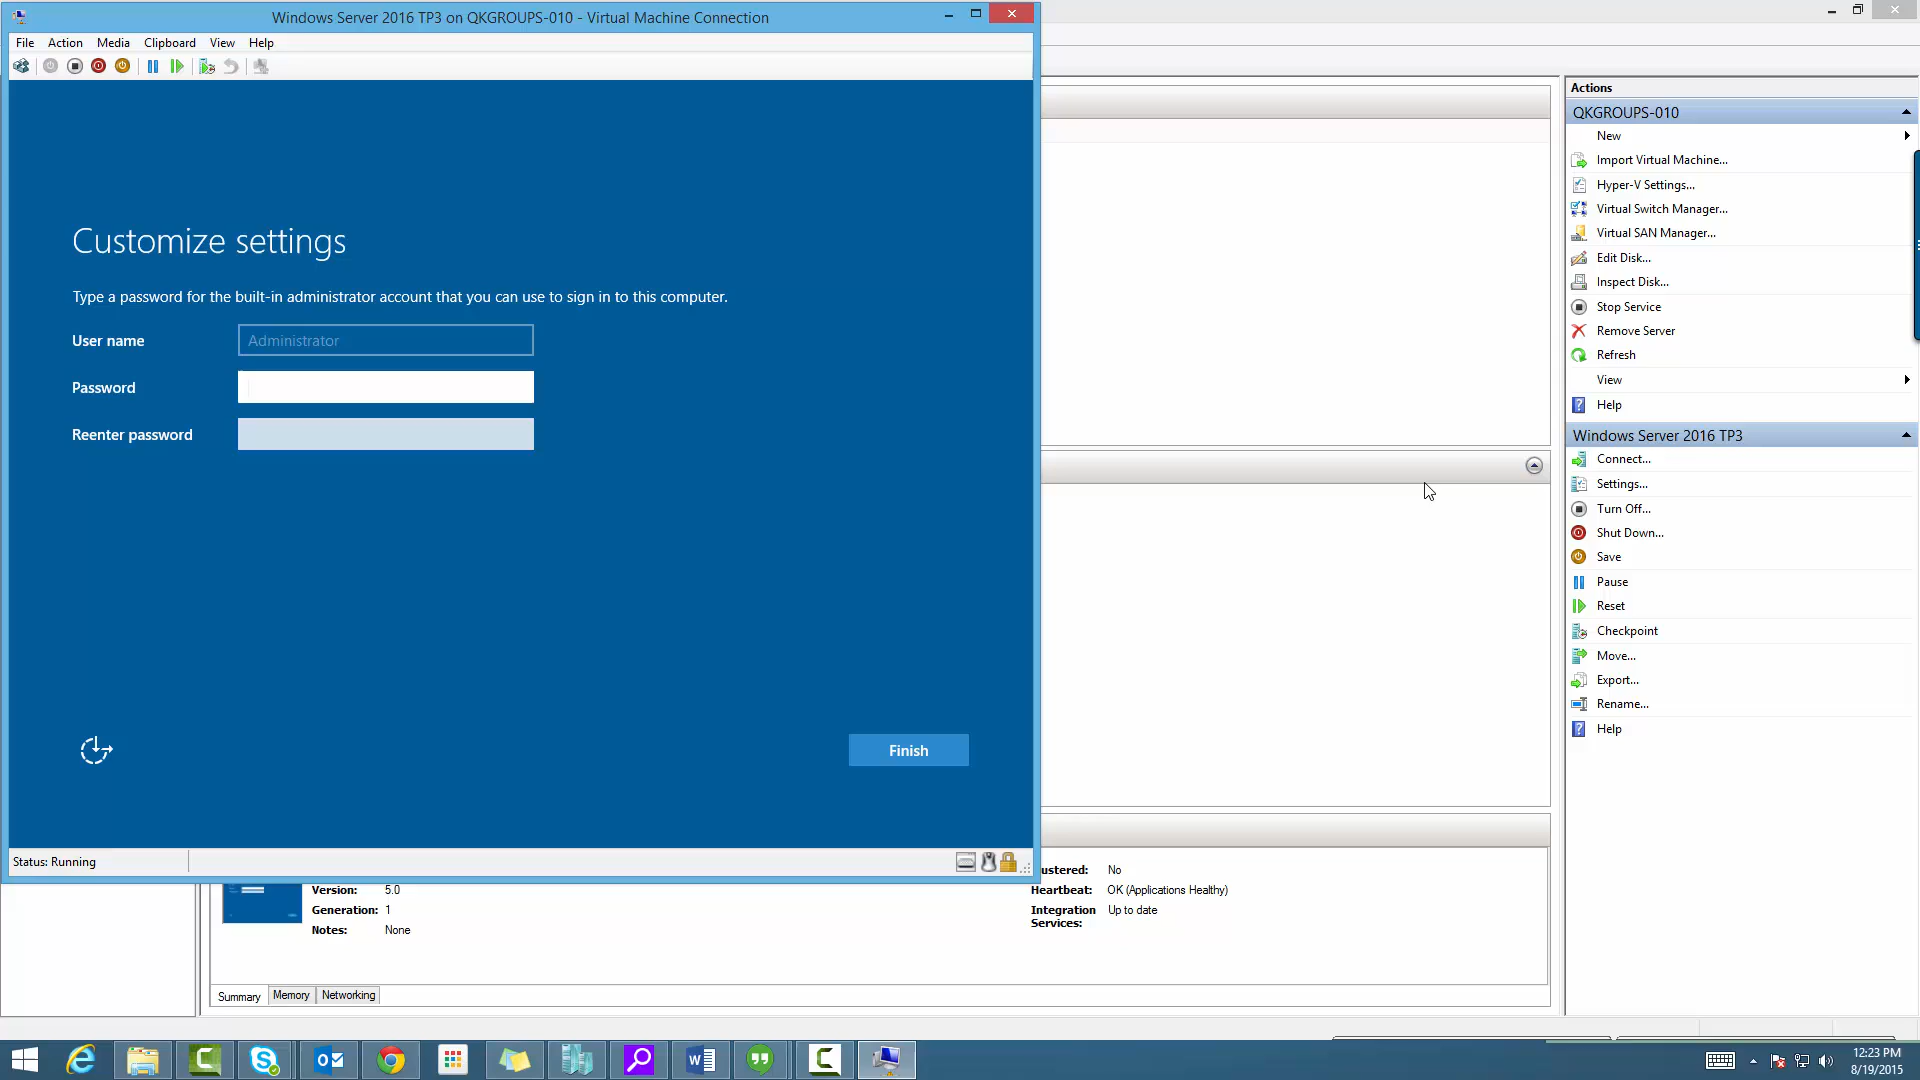 Windows Server 2016 TP3 on QKGROUPS-010 - Virtual Machine Connection
File Action Media Clipboard View Help
Customize settings
Type a password for the built-in administrator account that you can use to sign in to this computer.
User name Administrator
Password
Reenter password
Finish
Status: Running
Version: 5.0
Generation: 1
Notes: None
ustered: No
Heartbeat: OK (Applications Healthy)
Integration Services: Up to date
Summary Memory Networking
Actions
QKGROUPS-010
New
Import Virtual Machine...
Hyper-V Settings...
Virtual Switch Manager...
Virtual SAN Manager...
Edit Disk...
Inspect Disk...
Stop Service
Remove Server
Refresh
View
Help
Windows Server 2016 TP3
Connect...
Settings...
Turn Off...
Shut Down...
Save
Pause
Reset
Checkpoint
Move...
Export...
Rename...
Help
12:23 PM
8/19/2015